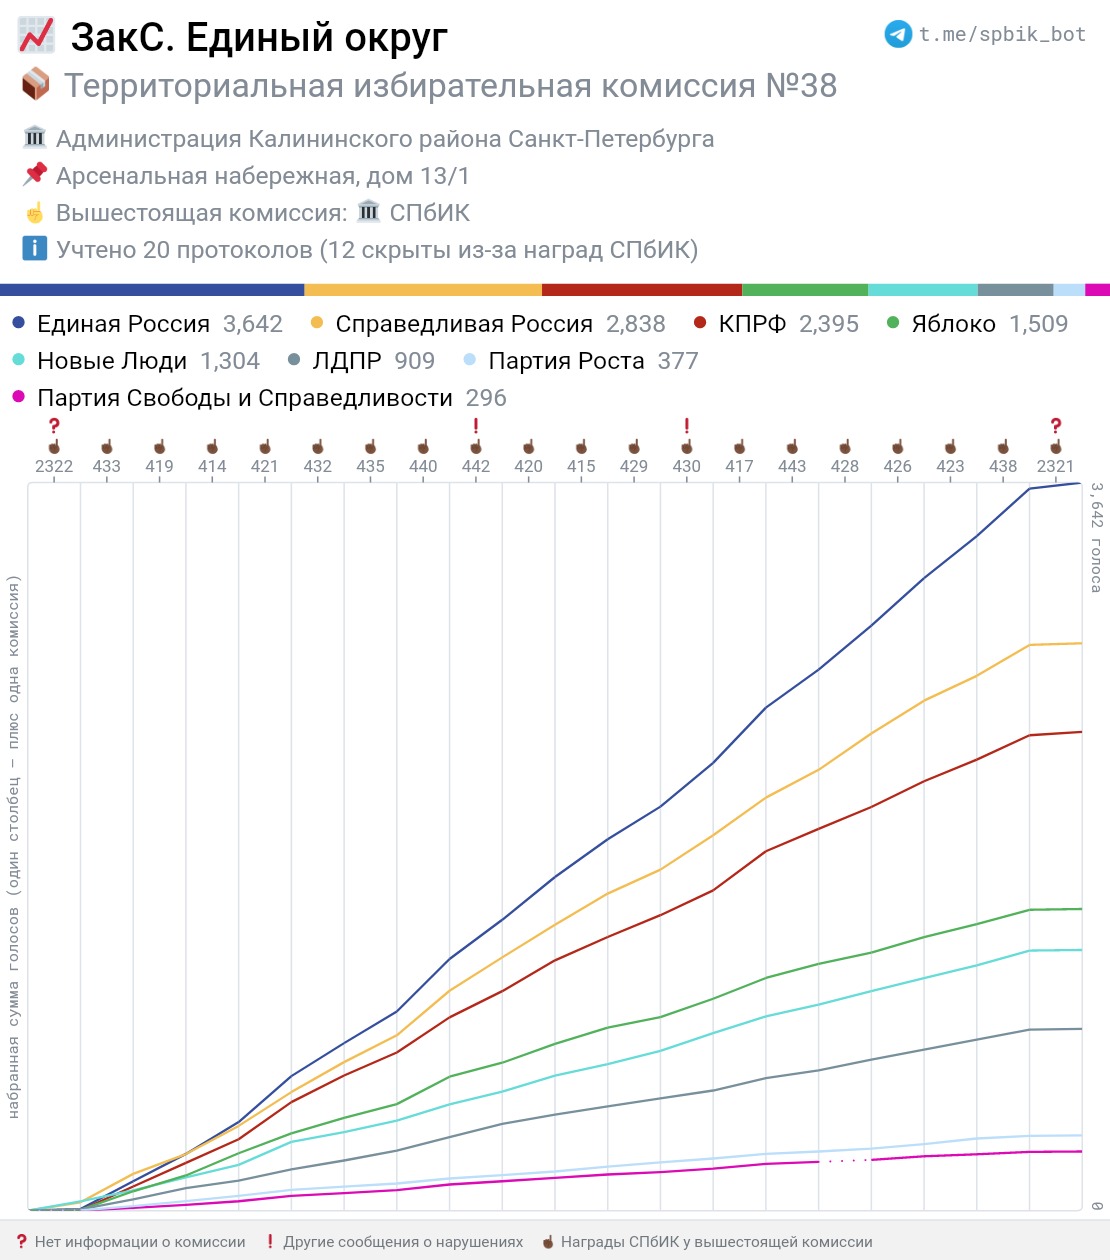 ЗакС. Единый округ
t.me/spbik_bot
Территориальная избирательная комиссия №38
Администрация Калининского района Санкт-Петербурга
Арсенальная набережная, дом 13/1
Вышестоящая комиссия: СПбИК
Учтено 20 протоколов (12 скрыты из-за наград СПбИК)
Единая Россия 3,642 Справедливая Россия 2,838 КПРФ 2,395 Яблоко 1,509
Новые Люди 1,304 ЛДПР 909 Партия Роста 377
Партия Свободы и Справедливости 296
2322 433 419 414 421 432 435 440 442 420 415 429 430 417 443 428 426 423 438 2321
3,642 голоса
набранная сумма голосов (один столбец — плюс одна комиссия)
0
Нет информации о комиссии Другие сообщения о нарушениях Награды СПбИК у вышестоящей комиссии